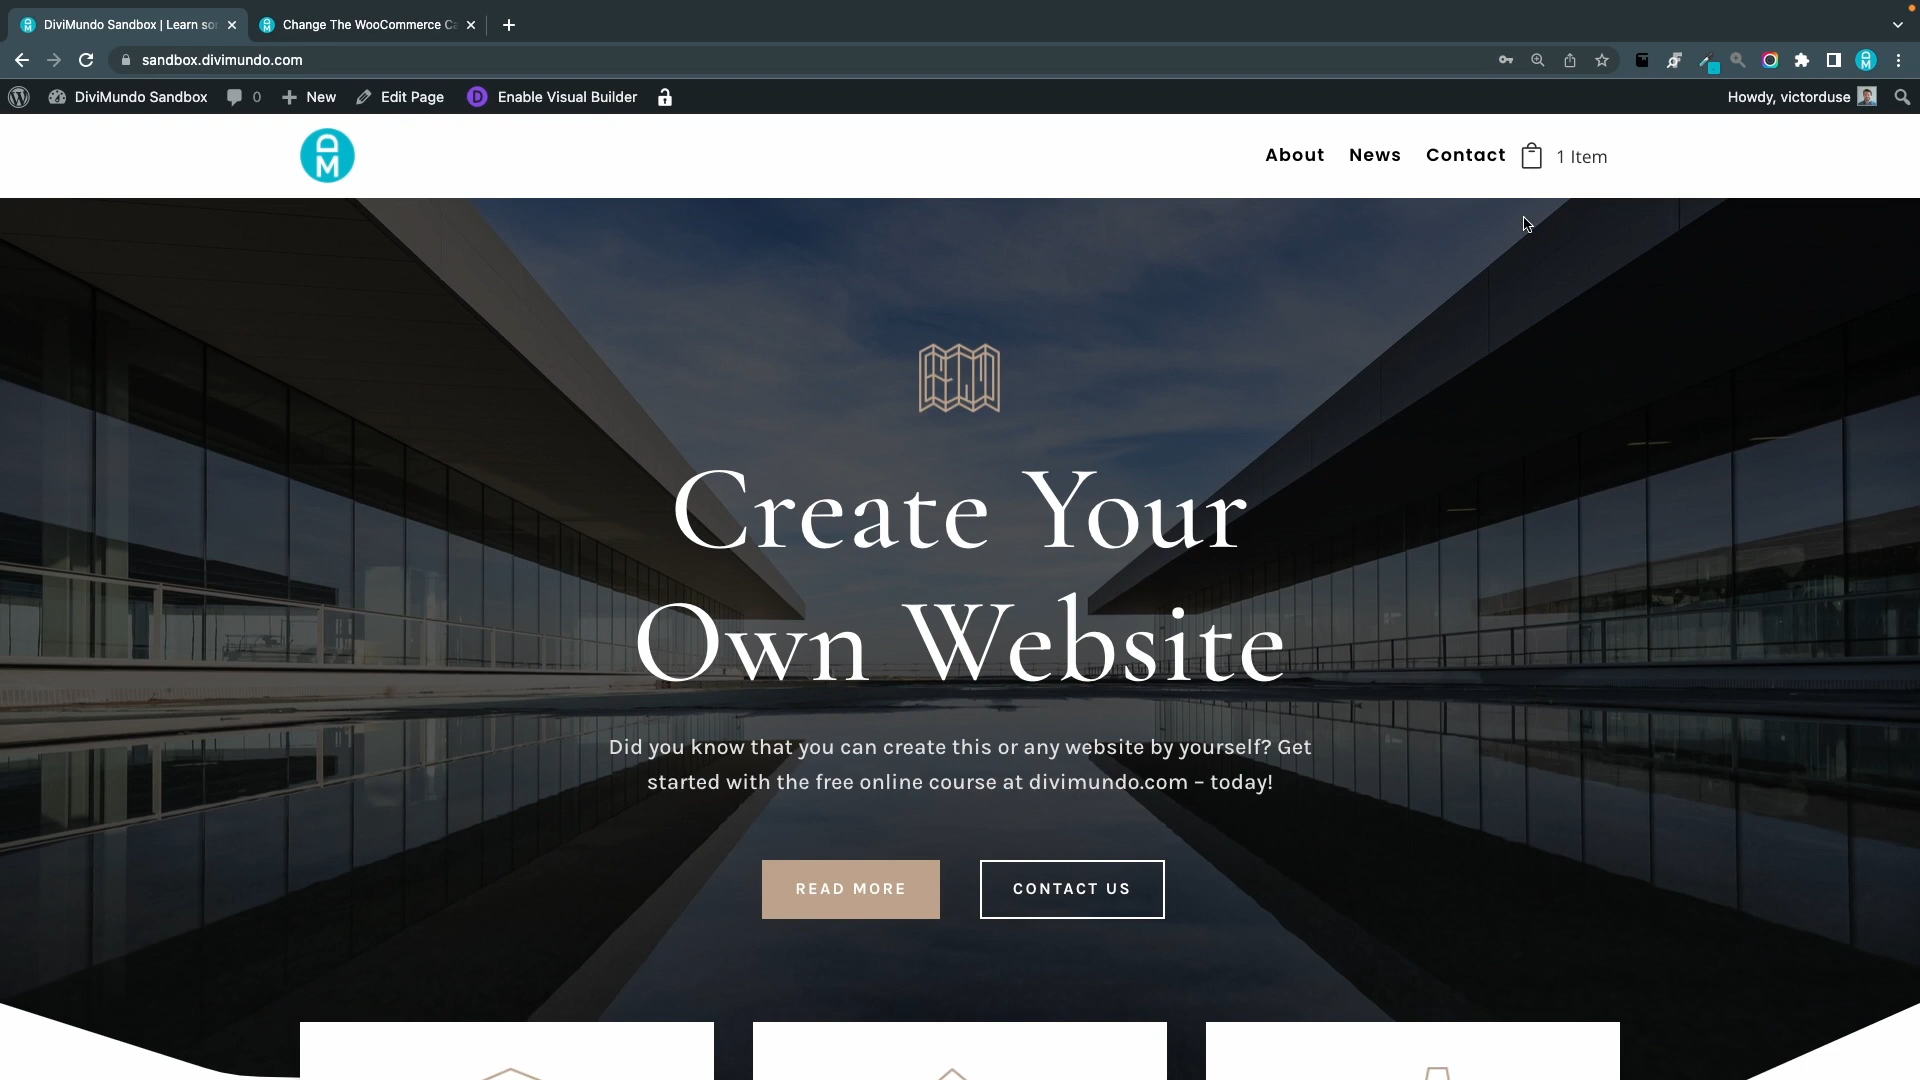 DiviMundo Sandbox | Learn so
Change The WooCommerce Ca
sandbox.divimundo.com
DiviMundo Sandbox
0
New
Edit Page
D
Enable Visual Builder
Howdy, victorduse
DM
About
News
Contact
1 Item
Create Your
Own Website
Did you know that you can create this or any website by yourself? Get
started with the free online course at divimundo.com – today!
READ MORE
CONTACT US